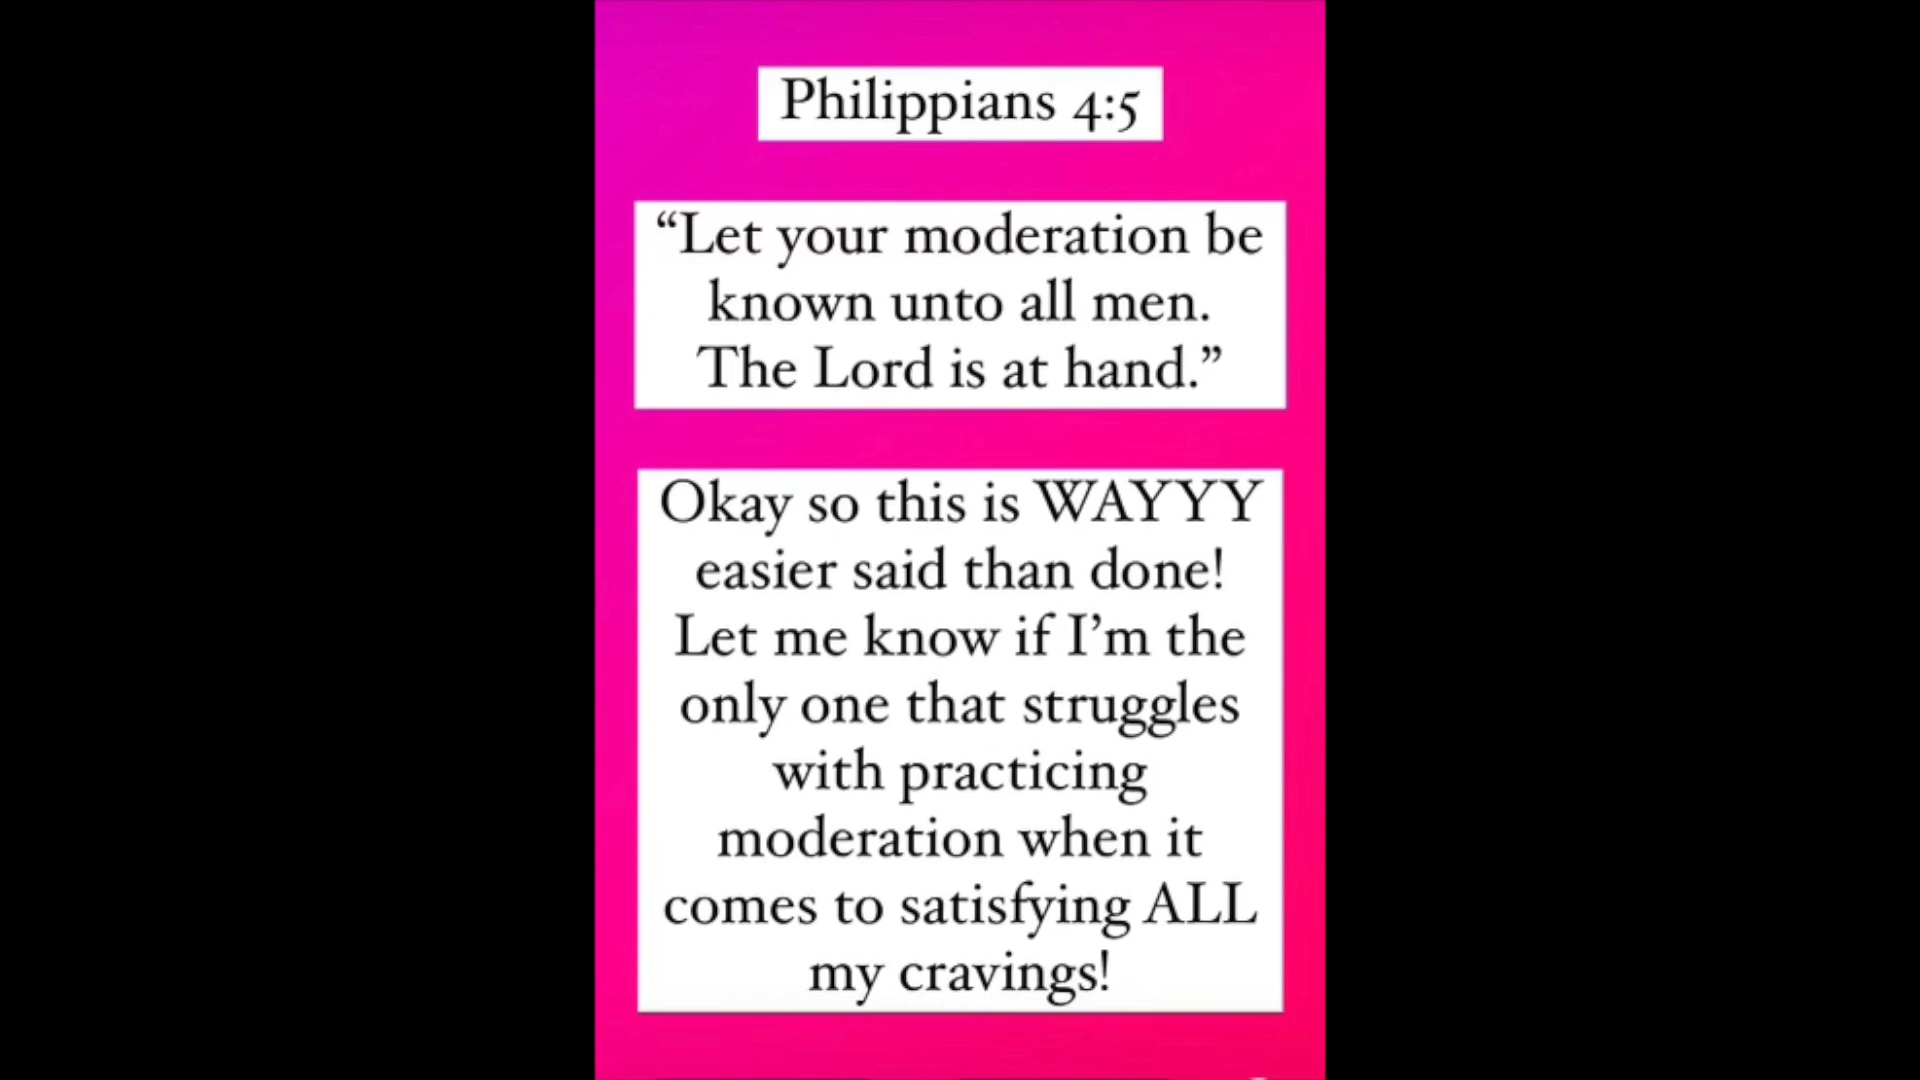 Philippians 4:5
“Let your moderation be
known unto all men.
The Lord is at hand.”
Okay so this is WAYYY
easier said than done!
Let me know if I’m the
only one that struggles
with practicing
moderation when it
comes to satisfying ALL
my cravings!